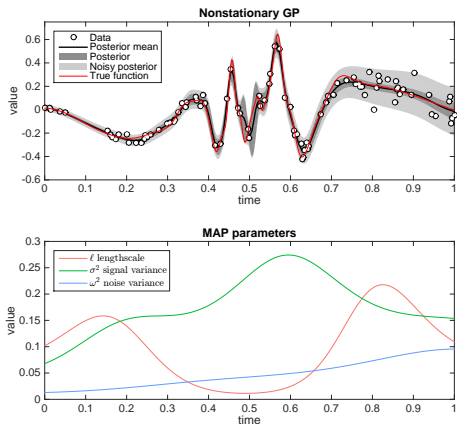 Nonstationary GP
Data
Posterior mean
Posterior
Noisy posterior
True function
value
0.6
0.4
0.2
0
-0.2
-0.4
-0.6
0 0.1 0.2 0.3 0.4 0.5 0.6 0.7 0.8 0.9 1
time
MAP parameters
ℓ lengthscale
σ² signal variance
ω² noise variance
value
0.3
0.25
0.2
0.15
0.1
0.05
0
0 0.1 0.2 0.3 0.4 0.5 0.6 0.7 0.8 0.9 1
time